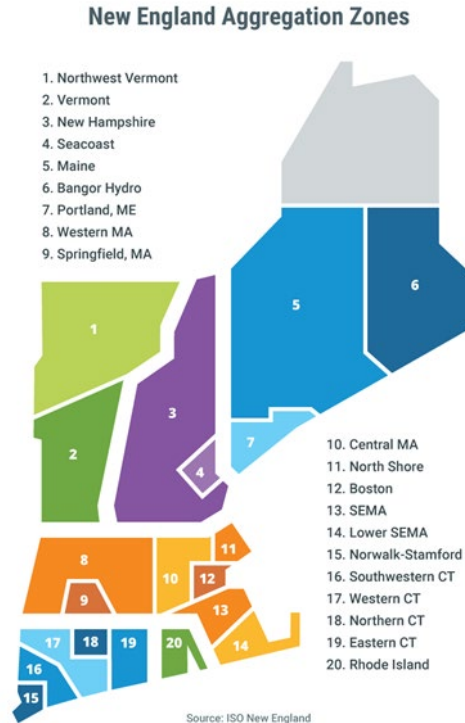 New England Aggregation Zones
1. Northwest Vermont
2. Vermont
3. New Hampshire
4. Seacoast
5. Maine
6. Bangor Hydro
7. Portland, ME
8. Western MA
9. Springfield, MA
6
5
1
3
7
2
4
10. Central MA
11. North Shore
12. Boston
13. SEMA
14. Lower SEMA
15. Norwalk-Stamford
16. Southwestern CT
17. Western CT
18. Northern CT
19. Eastern CT
20. Rhode Island
11
8
10
12
9
13
17
18
19
20
14
16
15
Source: ISO New England